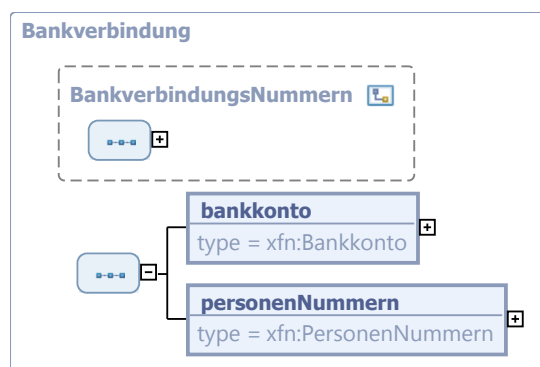 Bankverbindung
BankverbindungsNummern
bankkonto
type = xfn:Bankkonto
personenNummern
type = xfn:PersonenNummern